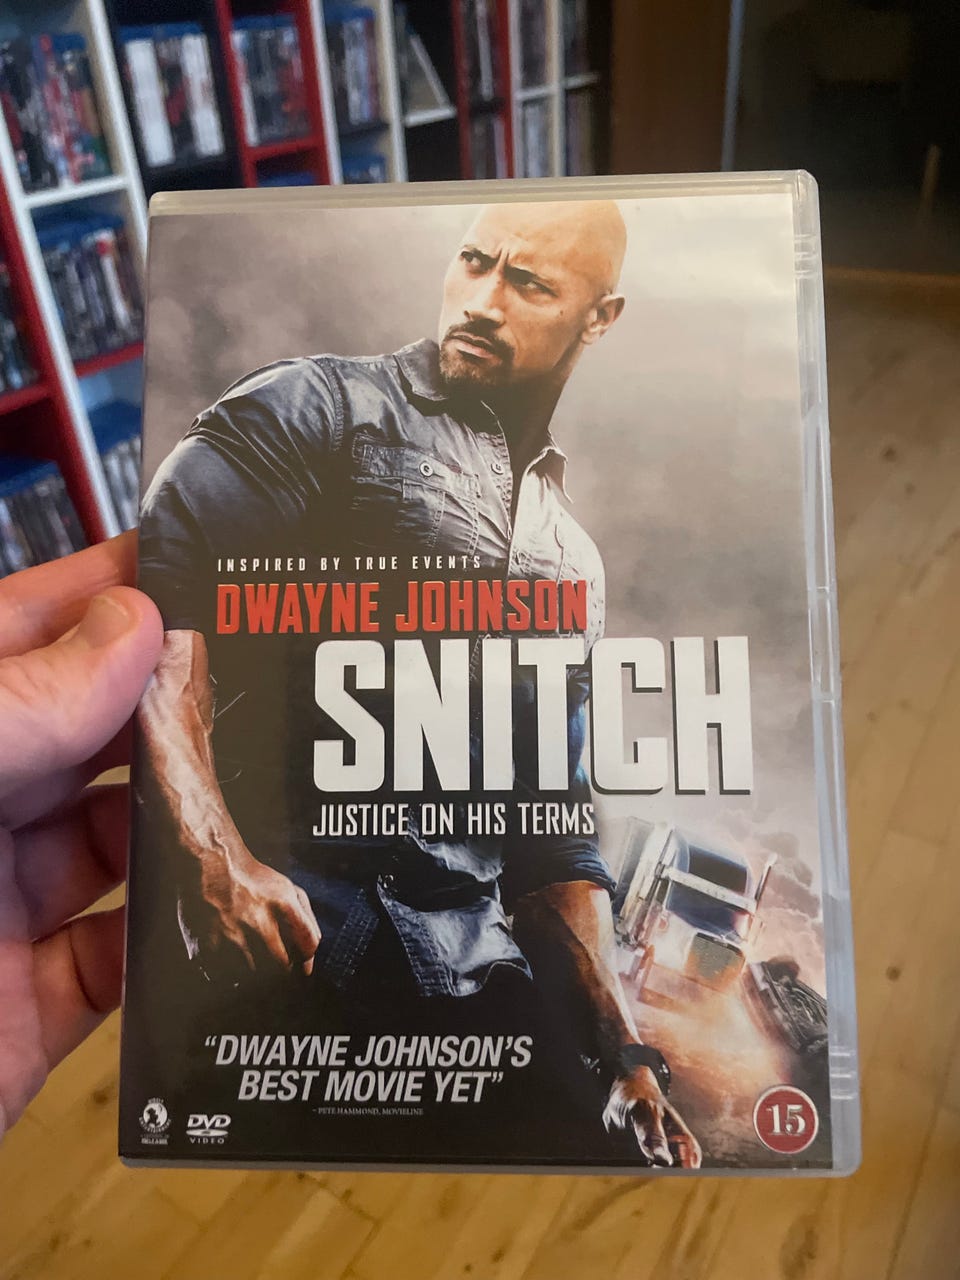 INSPIRED BY TRUE EVENTS
DWAYNE JOHNSON
SNITCH
JUSTICE ON HIS TERMS
“DWAYNE JOHNSON’S
BEST MOVIE YET”
- PETE HAMMOND, MOVIELINE
DVD
VIDEO
15